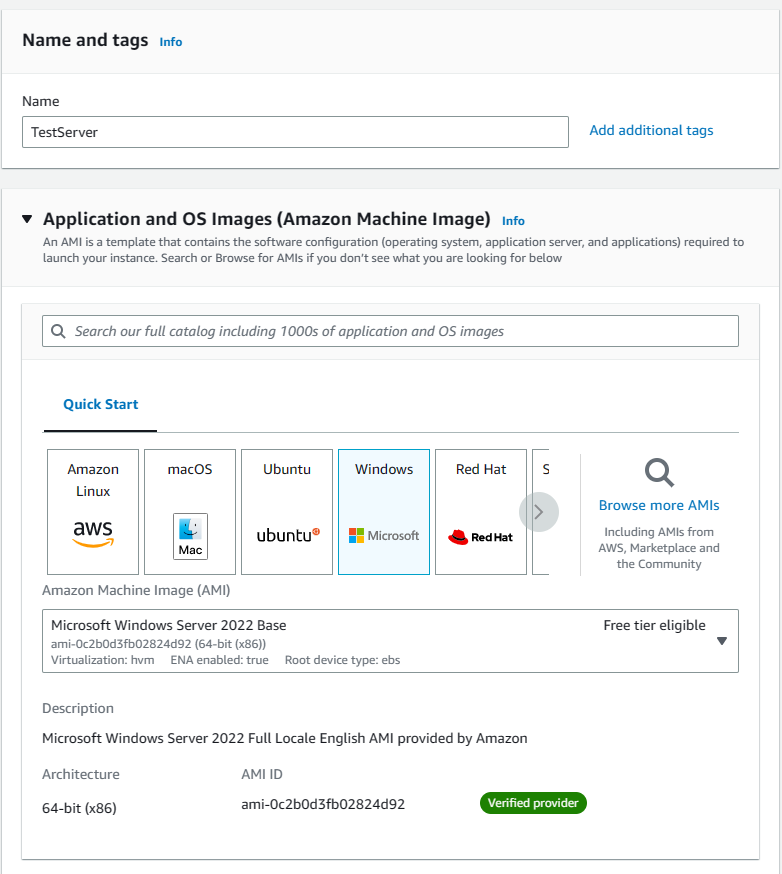 Name and tags Info
Name
TestServer
Add additional tags
Application and OS Images (Amazon Machine Image) Info
An AMI is a template that contains the software configuration (operating system, application server, and applications) required to
launch your instance. Search or Browse for AMIs if you don't see what you are looking for below
Search our full catalog including 1000s of application and OS images
Quick Start
Amazon
Linux
aws
macOS
Mac
Ubuntu
ubuntu
Windows
Microsoft
Red Hat
Red Hat
S
Browse more AMIs
Including AMIs from
AWS, Marketplace and
the Community
Amazon Machine Image (AMI)
Microsoft Windows Server 2022 Base
Free tier eligible
ami-0c2b0d3fb02824d92 (64-bit (x86))
Virtualization: hvm ENA enabled: true Root device type: ebs
Description
Microsoft Windows Server 2022 Full Locale English AMI provided by Amazon
Architecture
AMI ID
64-bit (x86)
ami-0c2b0d3fb02824d92
Verified provider